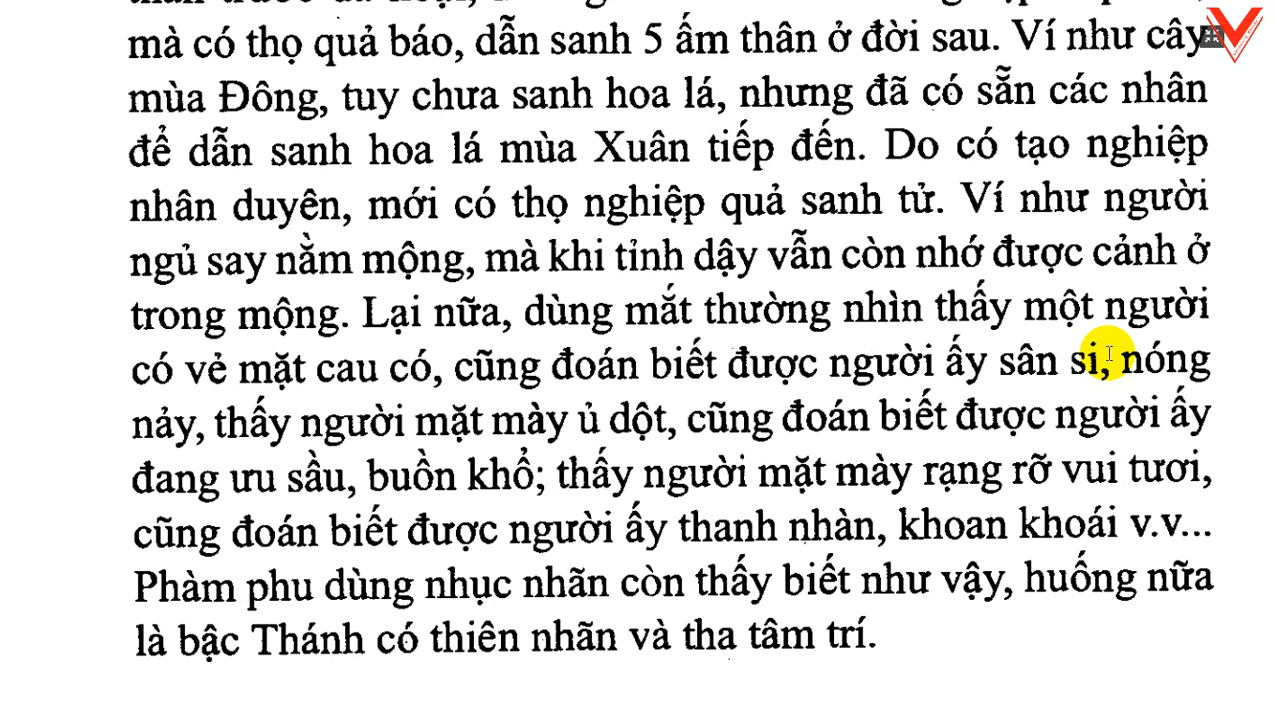 mà có thọ quả báo, dẫn sanh 5 ấm thân ở đời sau. Ví như cây
mùa Đông, tuy chưa sanh hoa lá, nhưng đã có sẵn các nhân
để dẫn sanh hoa lá mùa Xuân tiếp đến. Do có tạo nghiệp
nhân duyên, mới có thọ nghiệp quả sanh tử. Ví như người
ngủ say nằm mộng, mà khi tỉnh dậy vẫn còn nhớ được cảnh ở
trong mộng. Lại nữa, dùng mắt thường nhìn thấy một người
có vẻ mặt cau có, cũng đoán biết được người ấy sân si, nóng
nảy, thấy người mặt mày ủ dột, cũng đoán biết được người ấy
đang ưu sầu, buồn khổ; thấy người mặt mày rạng rỡ vui tươi,
cũng đoán biết được người ấy thanh nhàn, khoan khoái v.v...
Phàm phu dùng nhục nhãn còn thấy biết như vậy, huống nữa
là bậc Thánh có thiên nhãn và tha tâm trí.